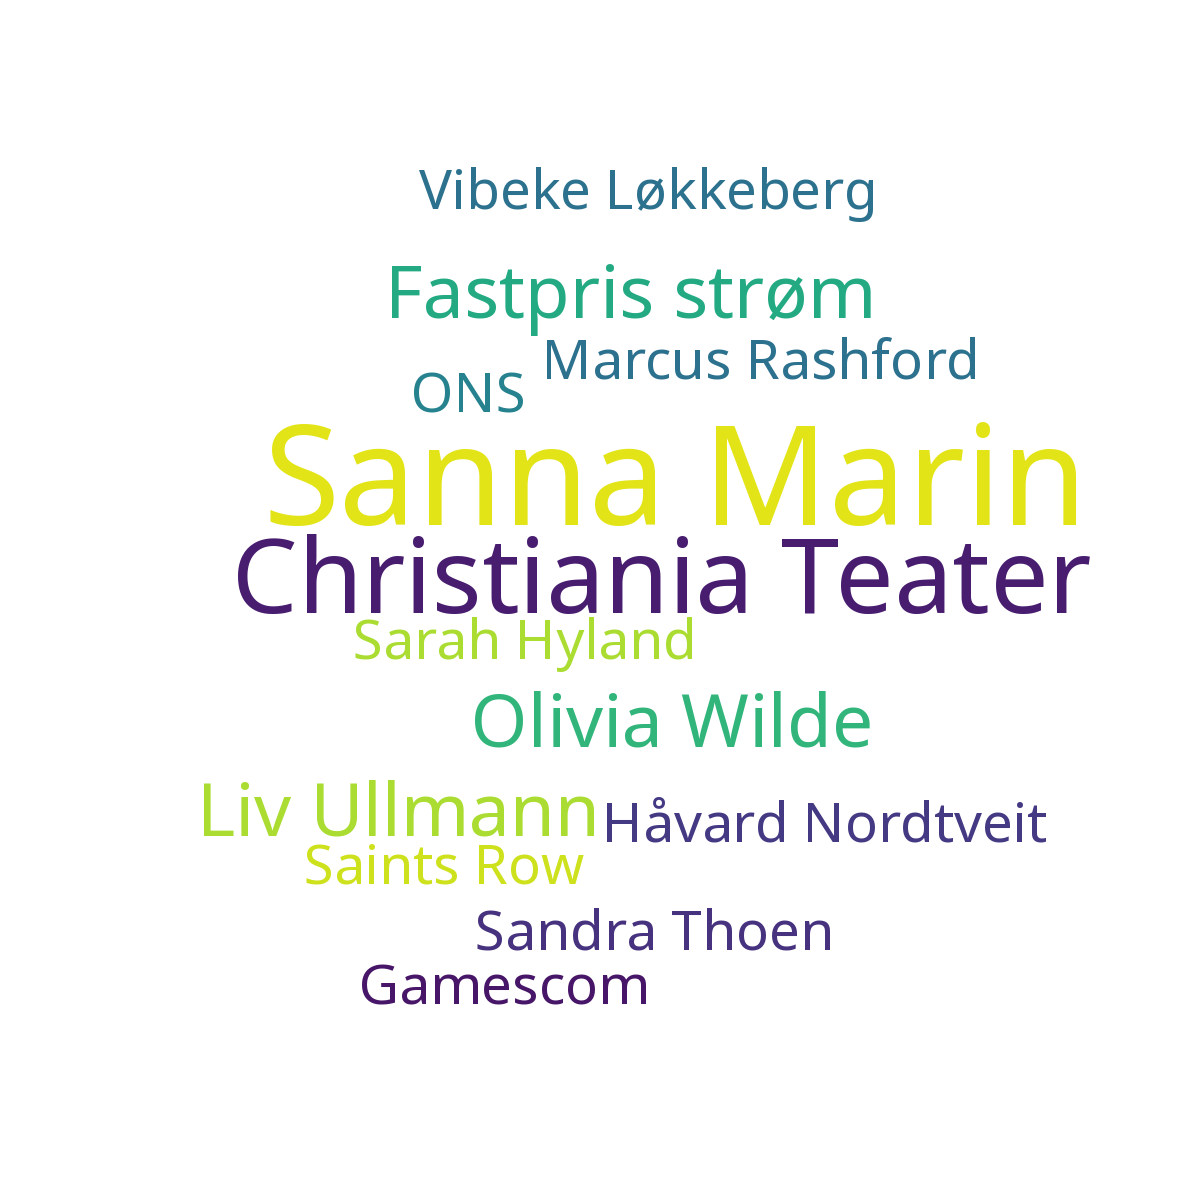 Vibeke Løkkeberg
Fastpris strøm
Marcus Rashford
ONS
Sanna Marin
Christiania Teater
Sarah Hyland
Olivia Wilde
Liv Ullmann
Håvard Nordtveit
Saints Row
Sandra Thoen
Gamescom